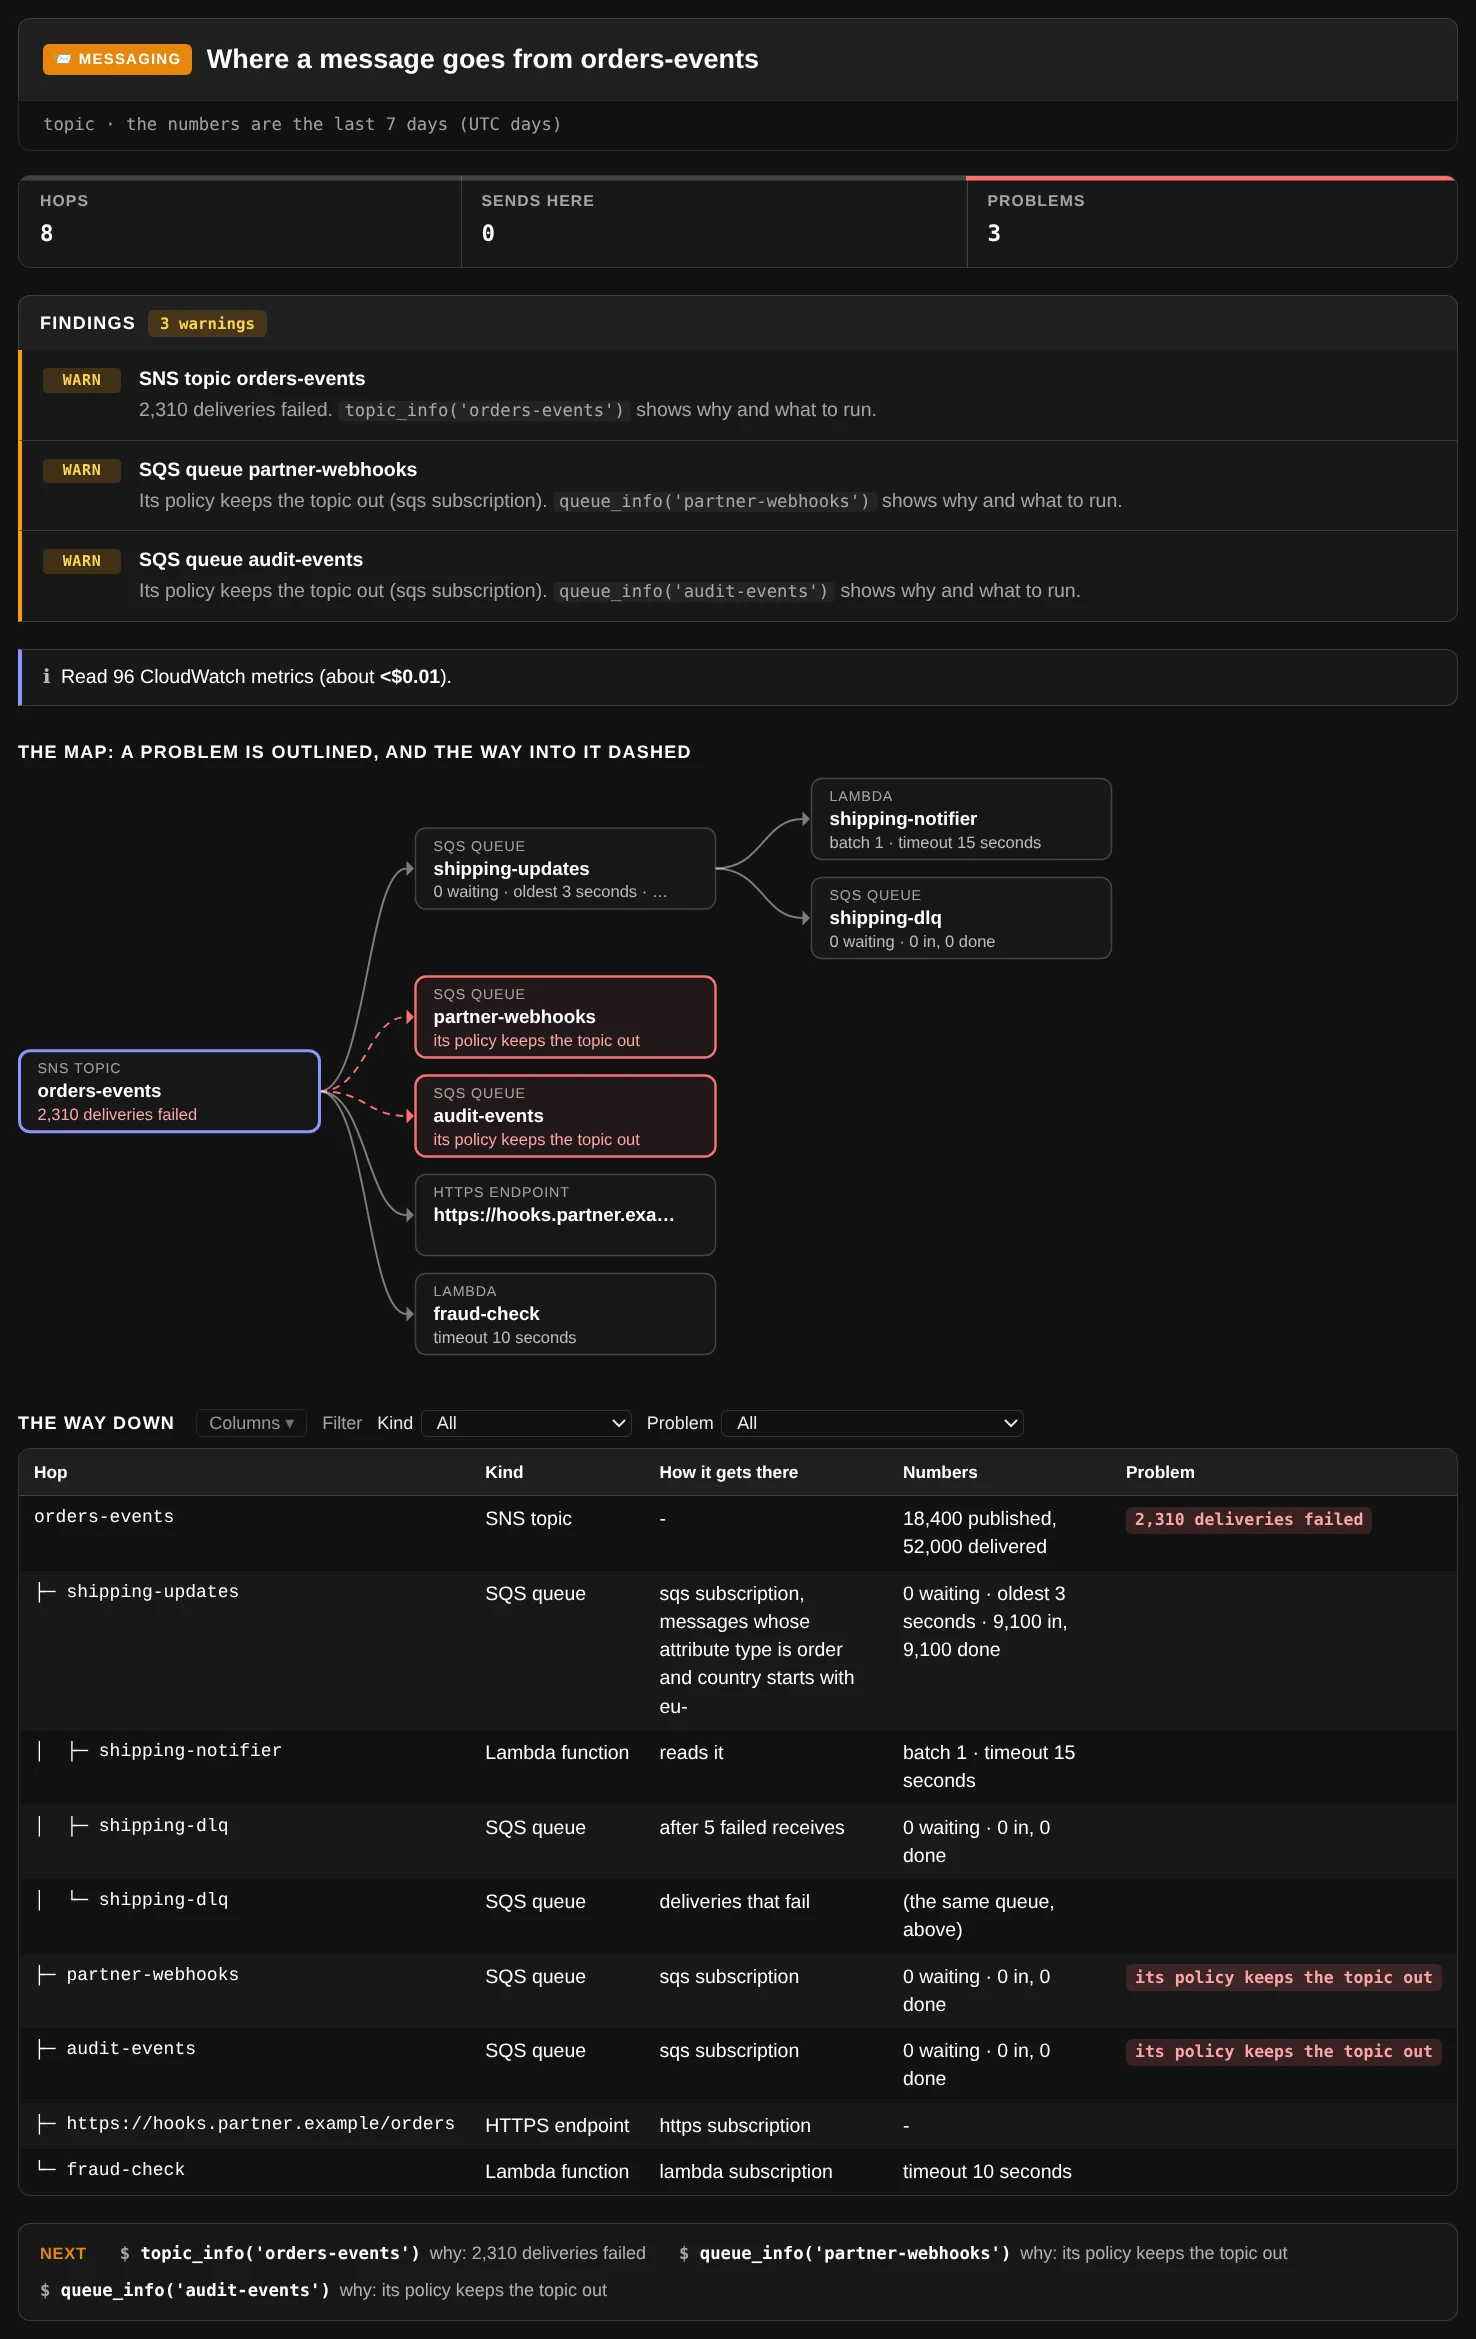 📨 MESSAGING Where a message goes from orders-events
topic · the numbers are the last 7 days (UTC days)
HOPS
8
SENDS HERE
0
PROBLEMS
3
FINDINGS 3 warnings
WARN SNS topic orders-events
2,310 deliveries failed. topic_info('orders-events') shows why and what to run.
WARN SQS queue partner-webhooks
Its policy keeps the topic out (sqs subscription). queue_info('partner-webhooks') shows why and what to run.
WARN SQS queue audit-events
Its policy keeps the topic out (sqs subscription). queue_info('audit-events') shows why and what to run.
ℹ Read 96 CloudWatch metrics (about <$0.01).
THE MAP: A PROBLEM IS OUTLINED, AND THE WAY INTO IT DASHED
SNS TOPIC
orders-events
2,310 deliveries failed
SQS QUEUE
shipping-updates
0 waiting · oldest 3 seconds · …
LAMBDA
shipping-notifier
batch 1 · timeout 15 seconds
SQS QUEUE
shipping-dlq
0 waiting · 0 in, 0 done
SQS QUEUE
partner-webhooks
its policy keeps the topic out
SQS QUEUE
audit-events
its policy keeps the topic out
HTTPS ENDPOINT
https://hooks.partner.exa…
LAMBDA
fraud-check
timeout 10 seconds
THE WAY DOWN Columns ▾ Filter Kind All Problem All
Hop Kind How it gets there Numbers Problem
orders-events SNS topic - 18,400 published, 2,310 deliveries failed
52,000 delivered
├─ shipping-updates SQS queue sqs subscription, 0 waiting · oldest 3
messages whose seconds · 9,100 in,
attribute type is order 9,100 done
and country starts with
eu-
│ ├─ shipping-notifier Lambda function reads it batch 1 · timeout 15
seconds
│ ├─ shipping-dlq SQS queue after 5 failed receives 0 waiting · 0 in, 0
done
│ └─ shipping-dlq SQS queue deliveries that fail (the same queue,
above)
├─ partner-webhooks SQS queue sqs subscription 0 waiting · 0 in, 0 its policy keeps the topic out
done
├─ audit-events SQS queue sqs subscription 0 waiting · 0 in, 0 its policy keeps the topic out
done
├─ https://hooks.partner.example/orders HTTPS endpoint https subscription -
└─ fraud-check Lambda function lambda subscription timeout 10 seconds
NEXT $ topic_info('orders-events') why: 2,310 deliveries failed $ queue_info('partner-webhooks') why: its policy keeps the topic out
$ queue_info('audit-events') why: its policy keeps the topic out